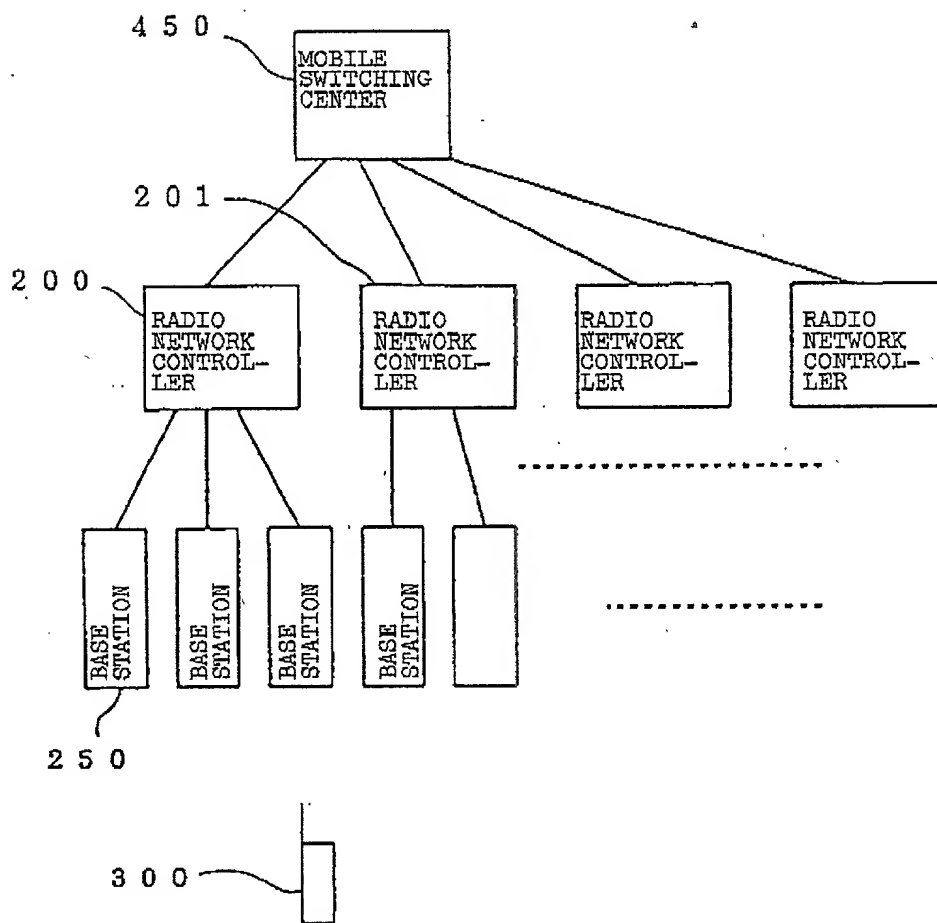 450
MOBILE
SWITCHING
CENTER
201
200
RADIO
NETWORK
CONTROL-
LER
RADIO
NETWORK
CONTROL-
LER
RADIO
NETWORK
CONTROL-
LER
RADIO
NETWORK
CONTROL-
LER
BASE
STATION
BASE
STATION
BASE
STATION
BASE
STATION
250
300